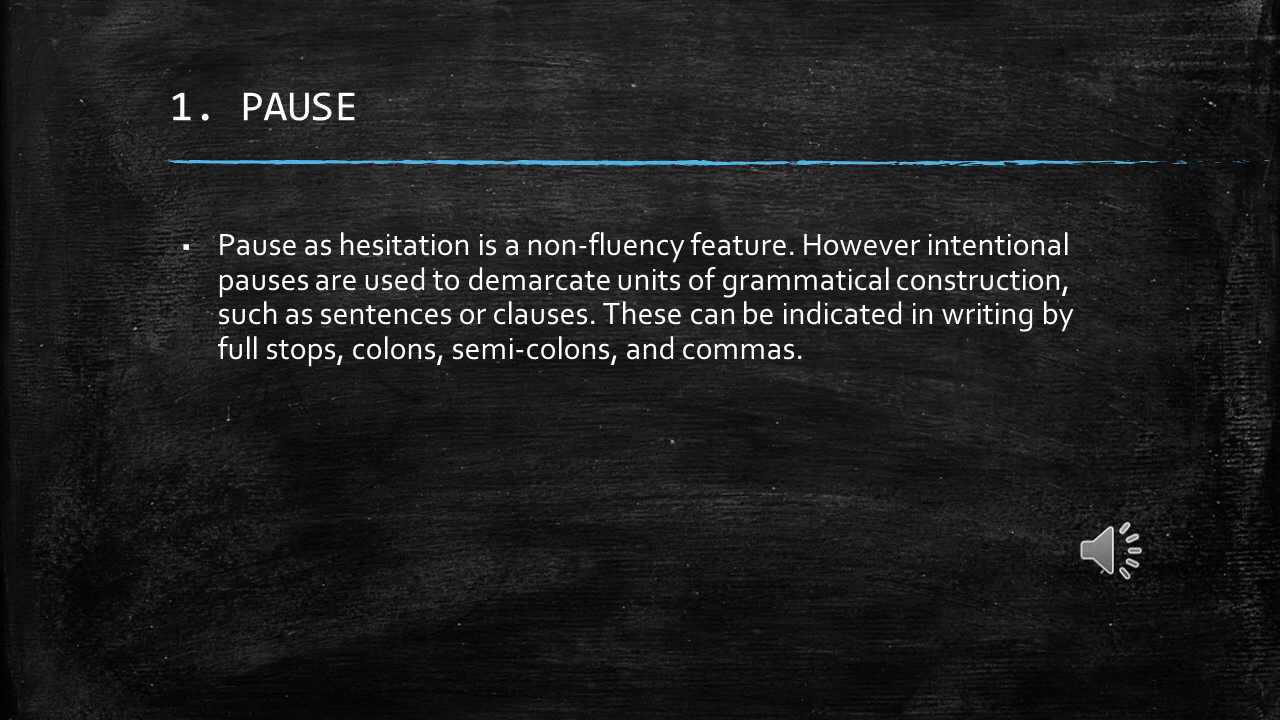 1. PAUSE
▪ Pause as hesitation is a non-fluency feature. However intentional
pauses are used to demarcate units of grammatical construction,
such as sentences or clauses. These can be indicated in writing by
full stops, colons, semi-colons, and commas.